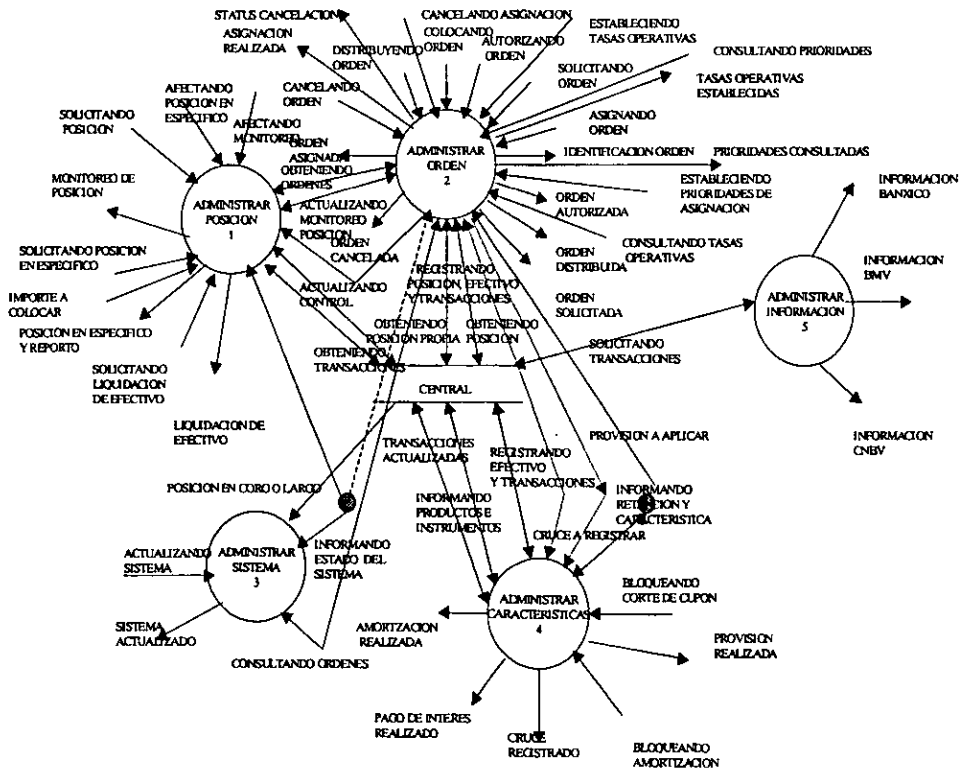 STATUS CANCELACION
CANCELANDO ASIGNACION
ASIGNACION
REALIZADA
COLOCANDO
ORDEN
DISTRIBUYENDO
ORDEN
AUTORIZANDO
ORDEN
ESTABLECIENDO
TASAS OPERATIVAS
CONSULTANDO PRIORIDADES
SOLICITANDO
ORDEN
TASAS OPERATIVAS
ESTABLECIDAS
CANCELANDO
ORDEN
AFECTANDO
POSICION EN
ESPECIFICO
SOLICITANDO
POSICION
AFECTANDO
MONITOREO
ASIGNANDO
ORDEN
ORDEN
ASIGNADA
ADMINISTRAR
ORDEN
2
IDENTIFICACION ORDEN
PRIORIDADES CONSULTADAS
OBTENIENDO
ORDENES
MONITOREO DE
POSICION
ADMINISTRAR
POSICION
1
ESTABLECIENDO
PRIORIDADES DE
ASIGNACION
INFORMACION
BANXICO
ORDEN
AUTORIZADA
ACTUALIZANDO
MONITOREO
POSICION
ORDEN
CANCELADA
CONSULTANDO TASAS
OPERATIVAS
ORDEN
DISTRIBUIDA
SOLICITANDO POSICION
EN ESPECIFICO
INFORMACION
BMV
REGISTRANDO
POSICION, EFECTIVO
Y TRANSACCIONES
ACTUALIZANDO
CONTROL
ORDEN
SOLICITADA
ADMINISTRAR
INFORMACION
5
IMPORTE A
COLOCAR
POSICION EN ESPECIFICO
Y REPORTO
OBTENIENDO
POSICION PROPIA
OBTENIENDO
POSICION
SOLICITANDO
TRANSACCIONES
OBTENIENDO
TRANSACCIONES
SOLICITANDO
LIQUIDACION
DE EFECTIVO
CENTRAL
LIQUIDACION DE
EFECTIVO
PROVISION A APLICAR
INFORMACION
CNBV
TRANSACCIONES
ACTUALIZADAS
REGISTRANDO
EFECTIVO
Y TRANSACCIONES
POSICION EN CORO O LARGO
INFORMANDO
RETENCION Y
CARACTERISTICA
INFORMANDO
PRODUCTOS E
INSTRUMENTOS
CRUCE A REGISTRAR
ACTUALIZANDO
SISTEMA
ADMINISTRAR
SISTEMA
3
INFORMANDO
ESTADO DEL
SISTEMA
BLOQUEANDO
CORTE DE CUPON
ADMINISTRAR
CARACTERISTICAS
4
SISTEMA
ACTUALIZADO
AMORTZACION
REALIZADA
PROVISION
REALIZADA
CONSULTANDO ORDENES
PAGO DE INTERES
REALIZADO
CRUCE
REGISTRADO
BLOQUEANDO
AMORTIZACION